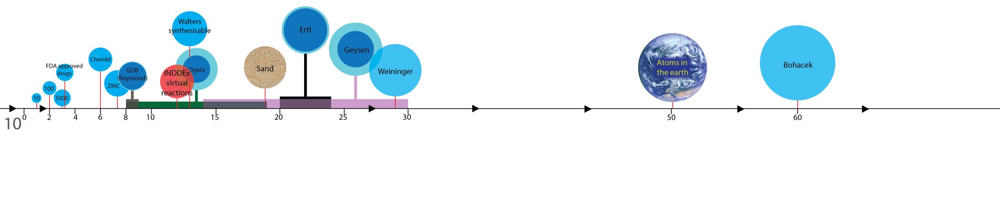 Walters
synthesisable
Ertl
Geysen
Weininger
Sand
Chembl
FDA approved
drugs
GDB
(Reymond)
ZINC
INDDEx
virtual
reactions
Ogata
10
100
1000
Atoms in
the earth
Bohacek
10
0 2 4 6 8 10 15 20 25 30 50 60